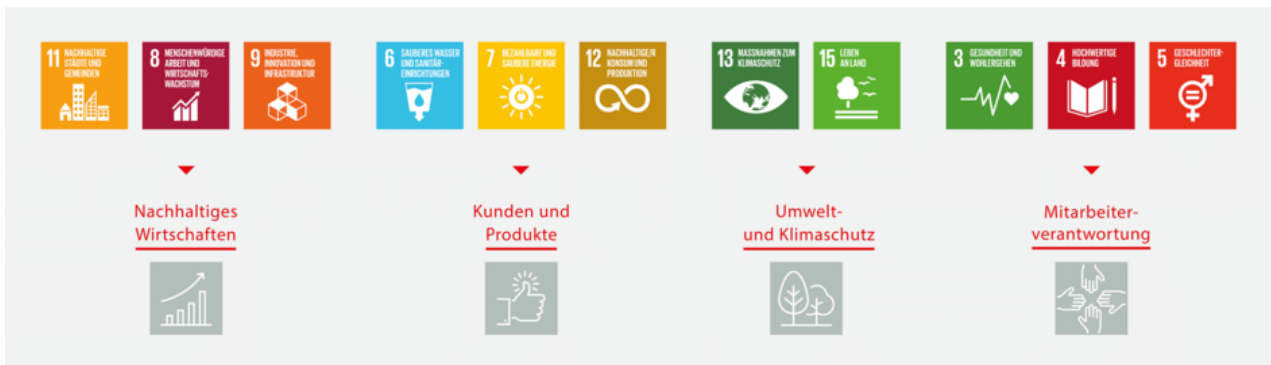 11 NACHHALTIGE
STÄDTE UND
GEMEINDEN
8 MENSCHENWÜRDIGE
ARBEIT UND
WIRTSCHAFTS-
WACHSTUM
9 INDUSTRIE,
INNOVATION UND
INFRASTRUKTUR
Nachhaltiges
Wirtschaften
6 SAUBERES WASSER
UND SANITÄR-
EINRICHTUNGEN
7 BEZAHLBARE UND
SAUBERE ENERGIE
12 NACHHALTIGE/R
KONSUM UND
PRODUKTION
Kunden und
Produkte
13 MASSNAHMEN ZUM
KLIMASCHUTZ
15 LEBEN
AN LAND
Umwelt-
und Klimaschutz
3 GESUNDHEIT UND
WOHLERGEHEN
4 HOCHWERTIGE
BILDUNG
5 GESCHLECHTER-
GLEICHHEIT
Mitarbeiter-
verantwortung